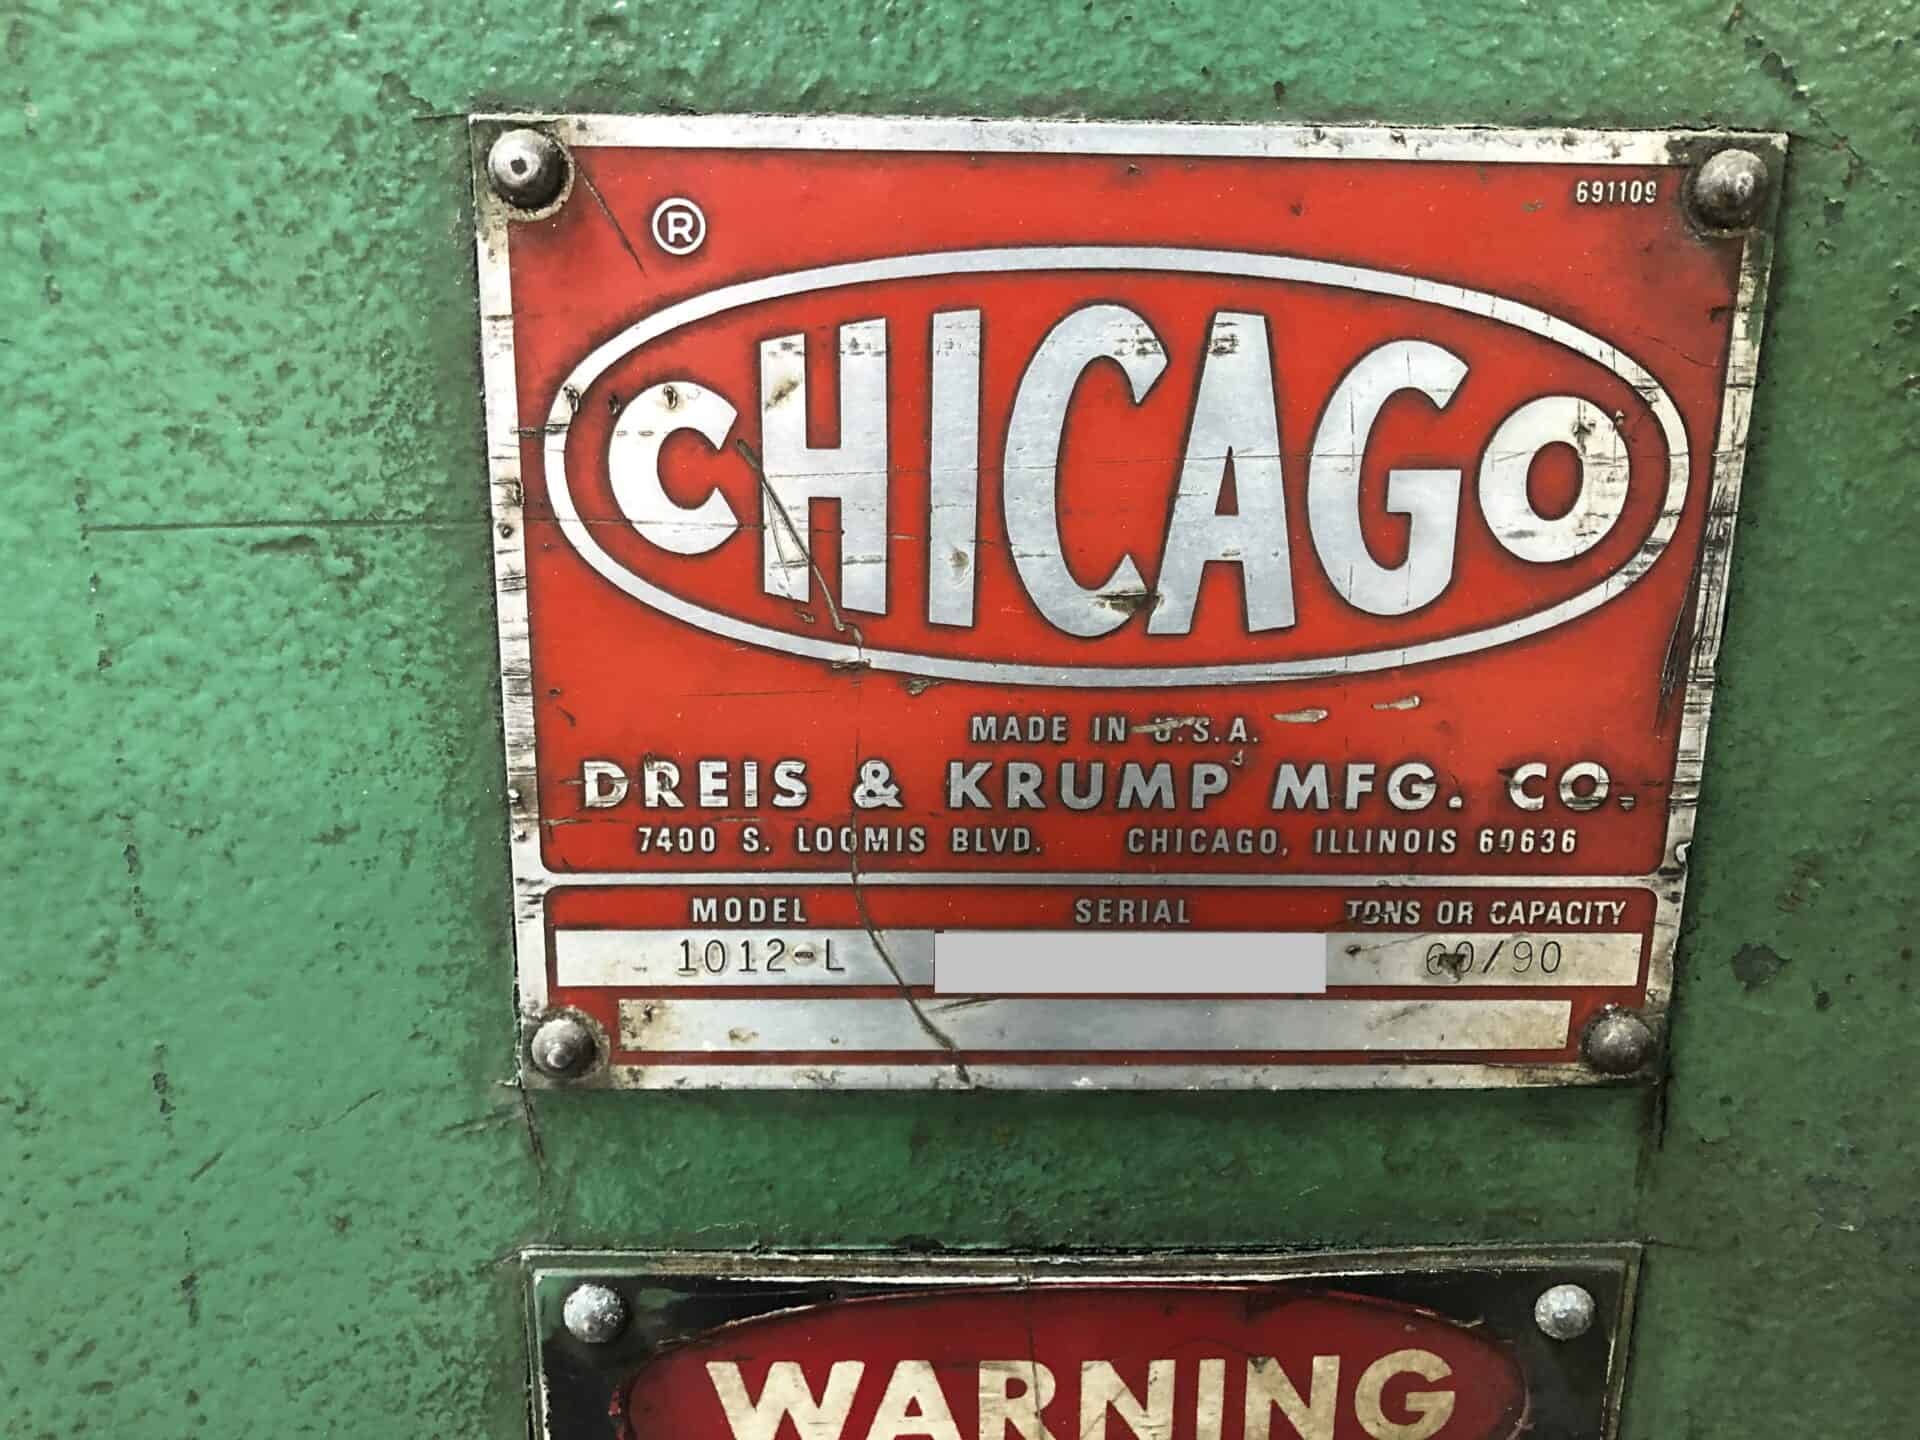 691109
®
CHICAGO
MADE IN U.S.A.
DREIS & KRUMP MFG. CO.
7400 S. LOOMIS BLVD. CHICAGO, ILLINOIS 60636
MODEL SERIAL TONS OR CAPACITY
1012-L 60/90
WARNING